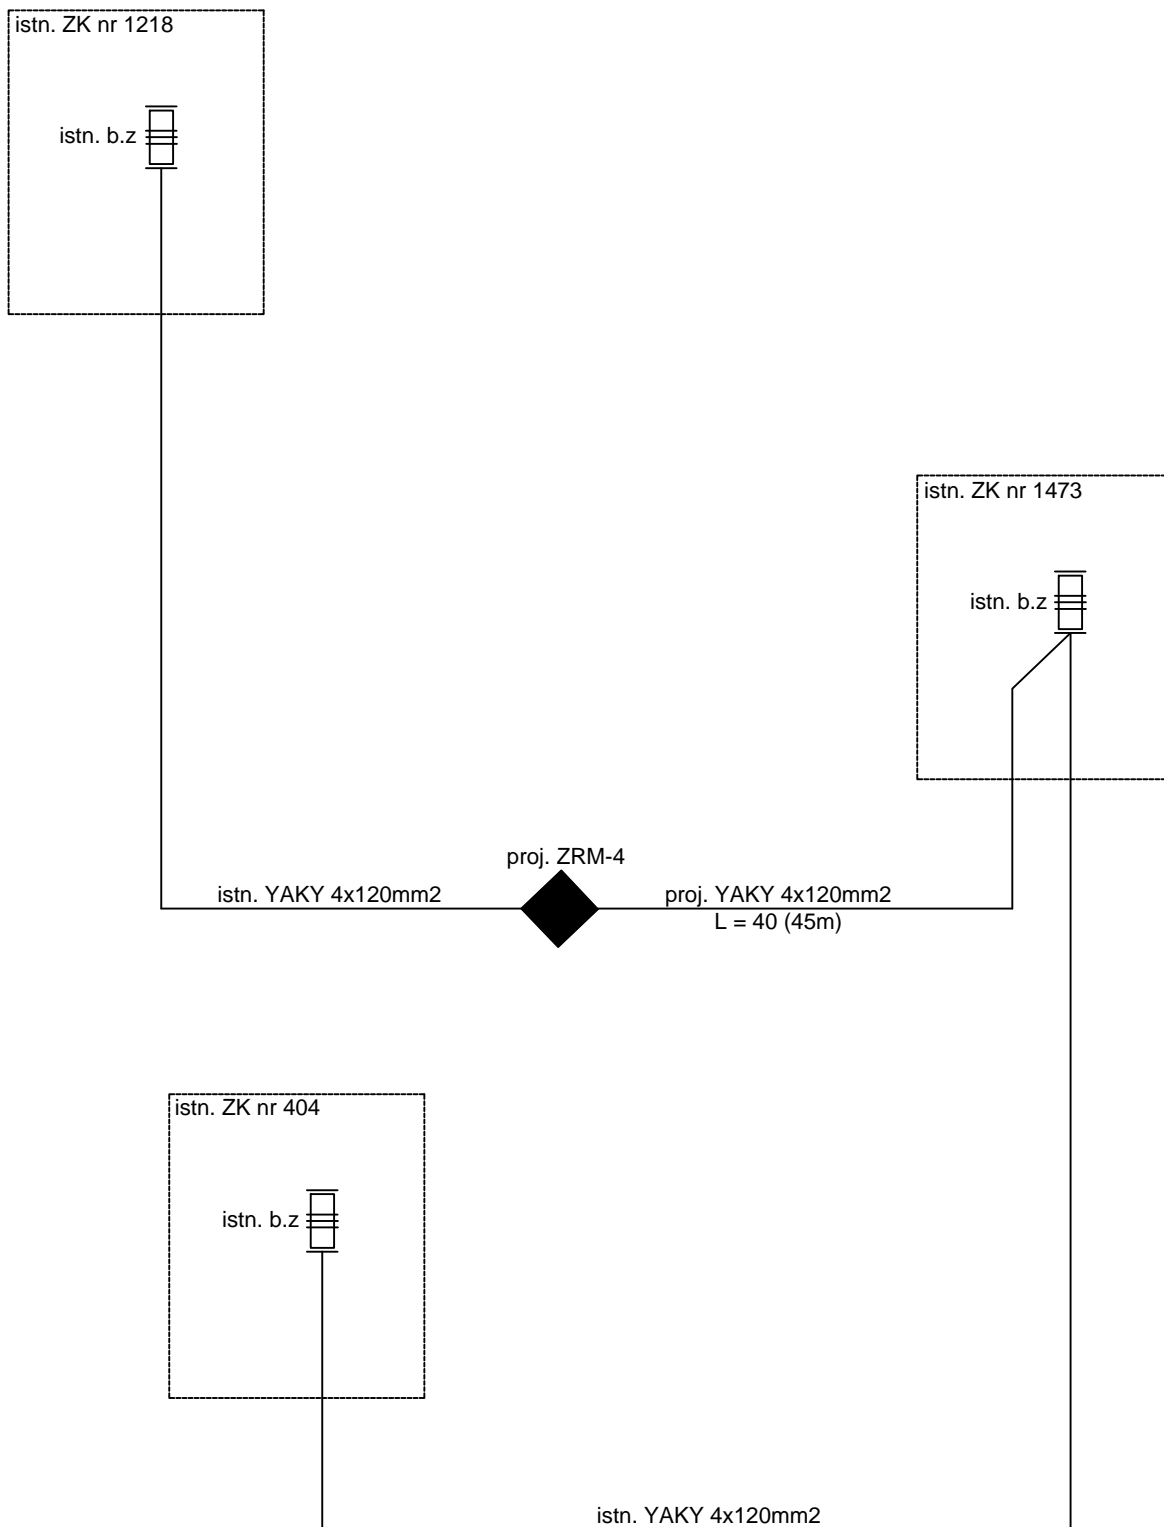 istn. ZK nr 1218
istn. b.z
istn. ZK nr 1473
istn. b.z
proj. ZRM-4
istn. YAKY 4x120mm2
proj. YAKY 4x120mm2
L = 40 (45m)
istn. ZK nr 404
istn. b.z
istn. YAKY 4x120mm2